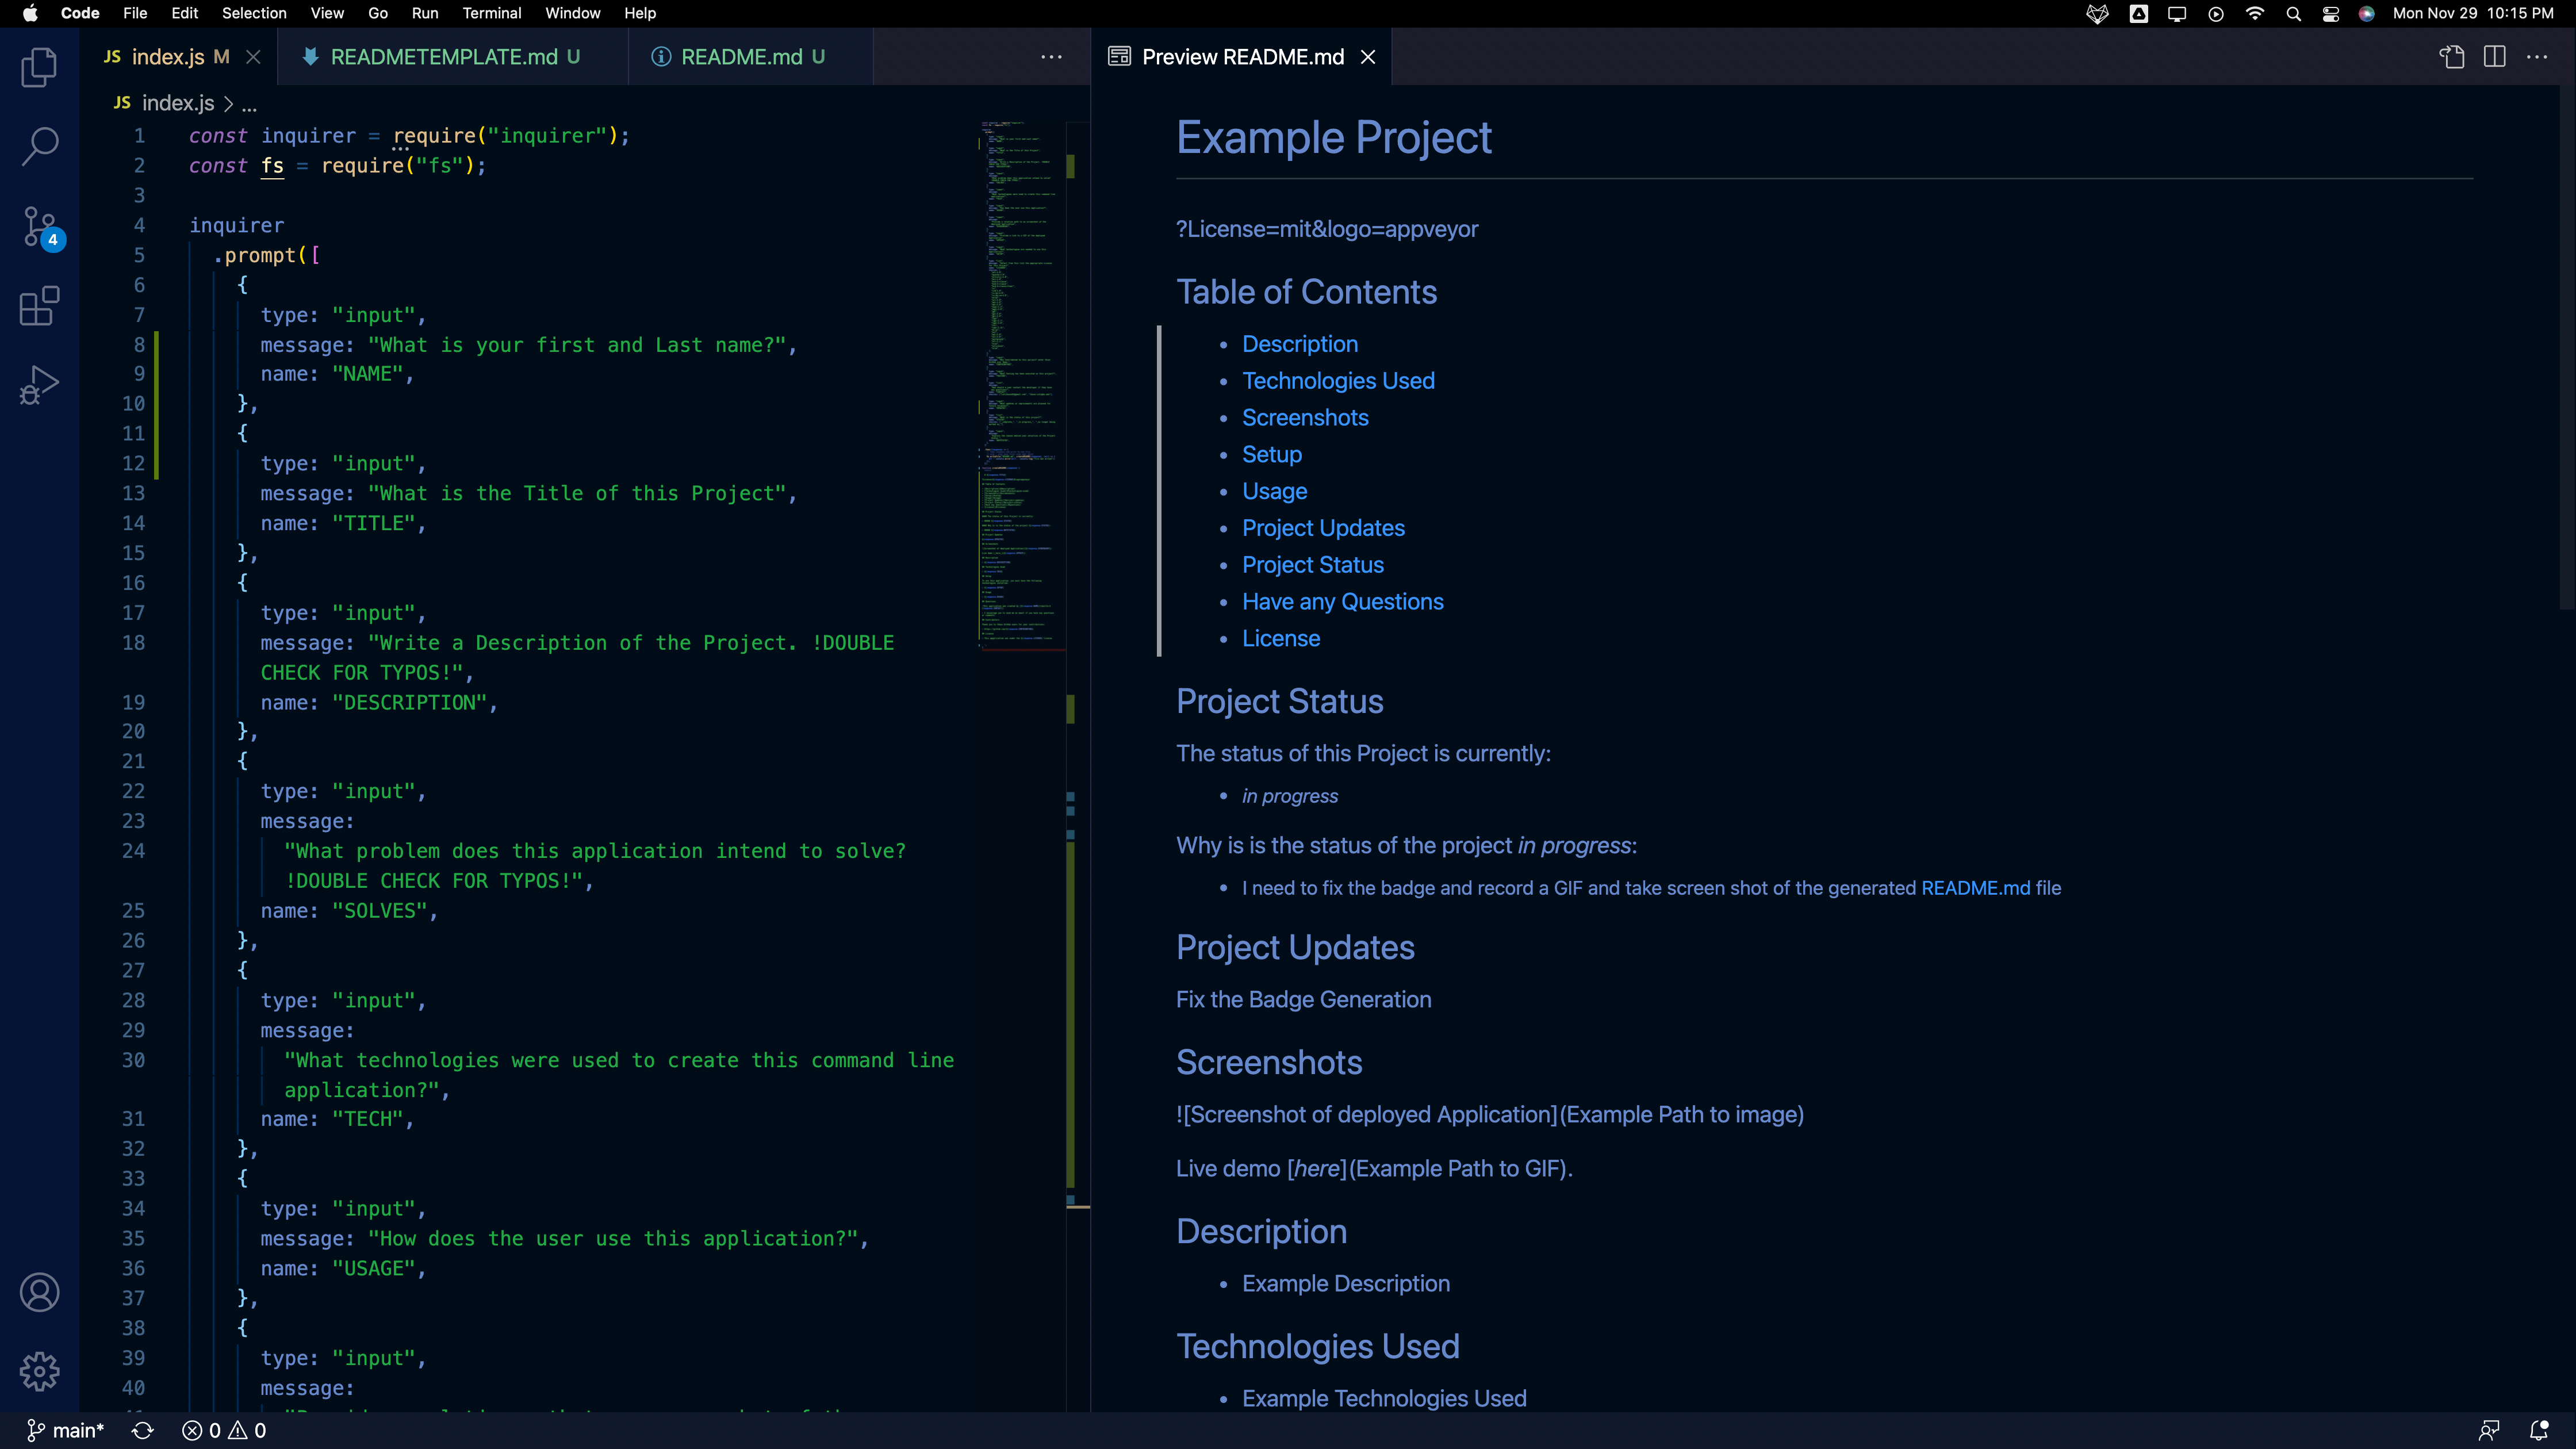 Code File Edit Selection View Go Run Terminal Window Help Mon Nov 29 10:15 PM
JS index.js M READMETEMPLATE.md U README.md U ...
JS index.js > ...
1 const inquirer = require("inquirer");
2 const fs = require("fs");
3
4 inquirer
5 .prompt([
6 {
7 type: "input",
8 message: "What is your first and Last name?",
9 name: "NAME",
10 },
11 {
12 type: "input",
13 message: "What is the Title of this Project",
14 name: "TITLE",
15 },
16 {
17 type: "input",
18 message: "Write a Description of the Project. !DOUBLE
CHECK FOR TYPOS!",
19 name: "DESCRIPTION",
20 },
21 {
22 type: "input",
23 message:
24 "What problem does this application intend to solve?
!DOUBLE CHECK FOR TYPOS!",
25 name: "SOLVES",
26 },
27 {
28 type: "input",
29 message:
30 "What technologies were used to create this command line
application?",
31 name: "TECH",
32 },
33 {
34 type: "input",
35 message: "How does the user use this application?",
36 name: "USAGE",
37 },
38 {
39 type: "input",
40 message:
4
main* 0 0
Preview README.md ...
Example Project
?License=mit&logo=appveyor
Table of Contents
• Description
• Technologies Used
• Screenshots
• Setup
• Usage
• Project Updates
• Project Status
• Have any Questions
• License
Project Status
The status of this Project is currently:
• in progress
Why is is the status of the project in progress:
• I need to fix the badge and record a GIF and take screen shot of the generated README.md file
Project Updates
Fix the Badge Generation
Screenshots
![Screenshot of deployed Application](Example Path to image)
Live demo [here](Example Path to GIF).
Description
• Example Description
Technologies Used
• Example Technologies Used